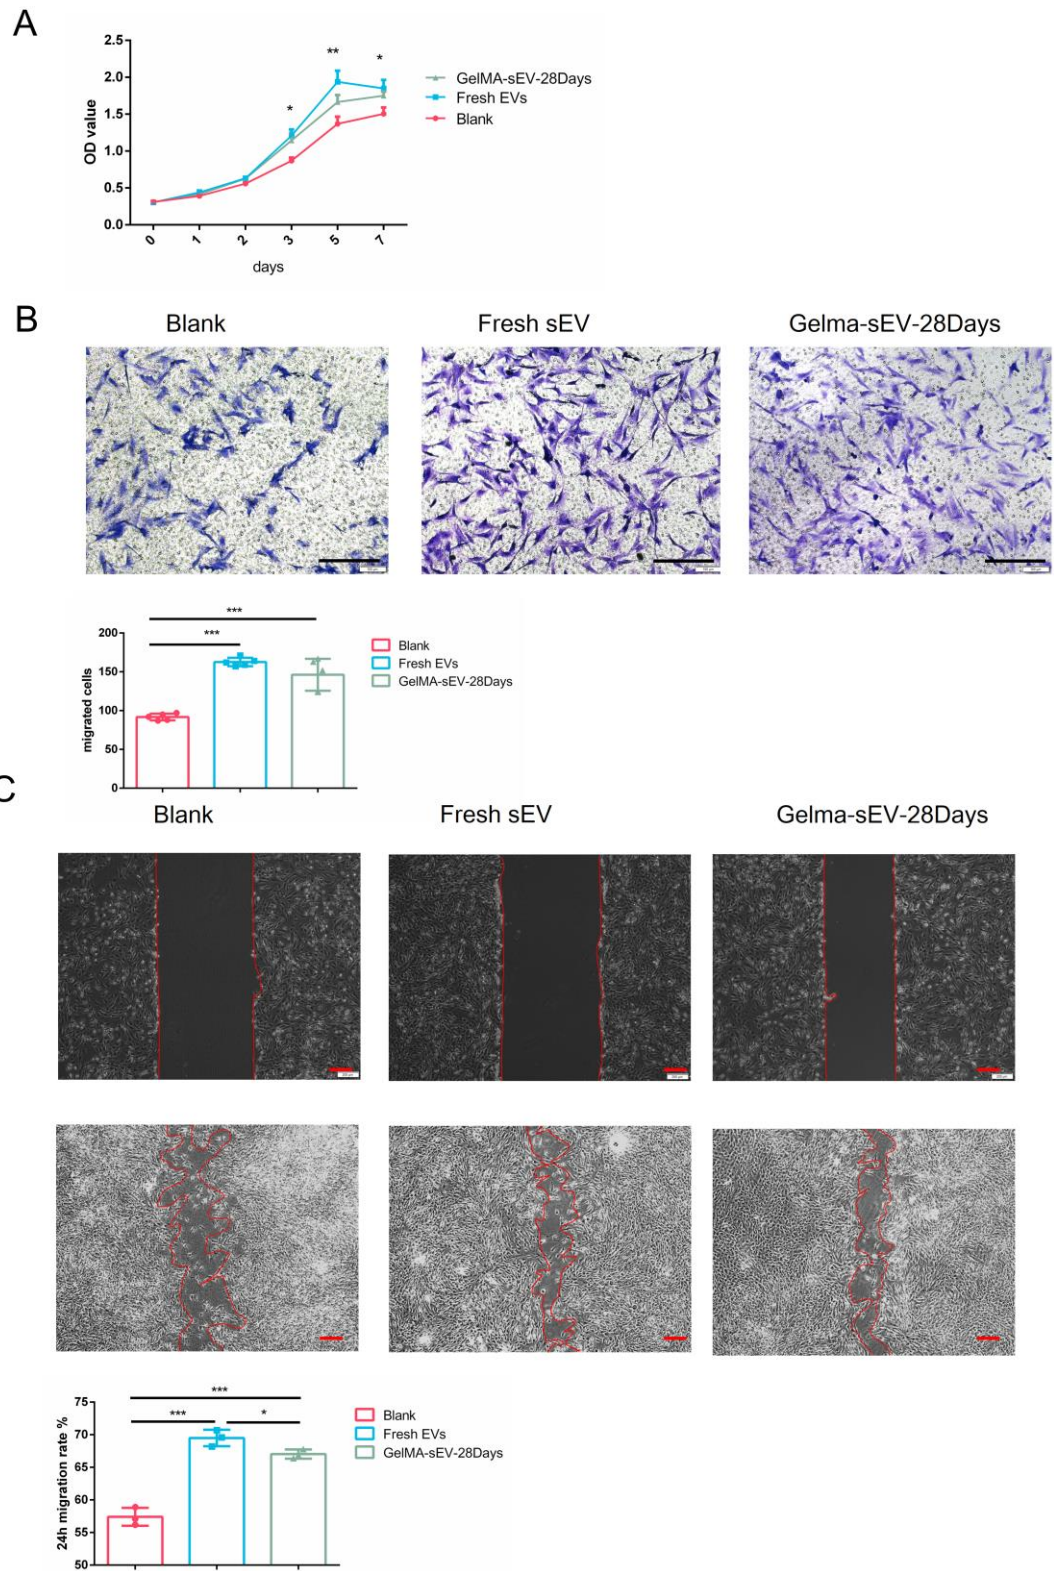 A
** 
*
*
2.5
2.0
1.5
1.0
0.5
0.0
OD value
0 1 2 3 5 7
days
GelMA-sEV-28Days
Fresh EVs
Blank
B
Blank Fresh sEV Gelma-sEV-28Days
***
***
200
150
100
50
0
migrated cells
Blank
Fresh EVs
GelMA-sEV-28Days
C
Blank Fresh sEV Gelma-sEV-28Days
***
*** *
75
70
65
60
55
50
24h migration rate %
Blank
Fresh EVs
GelMA-sEV-28Days